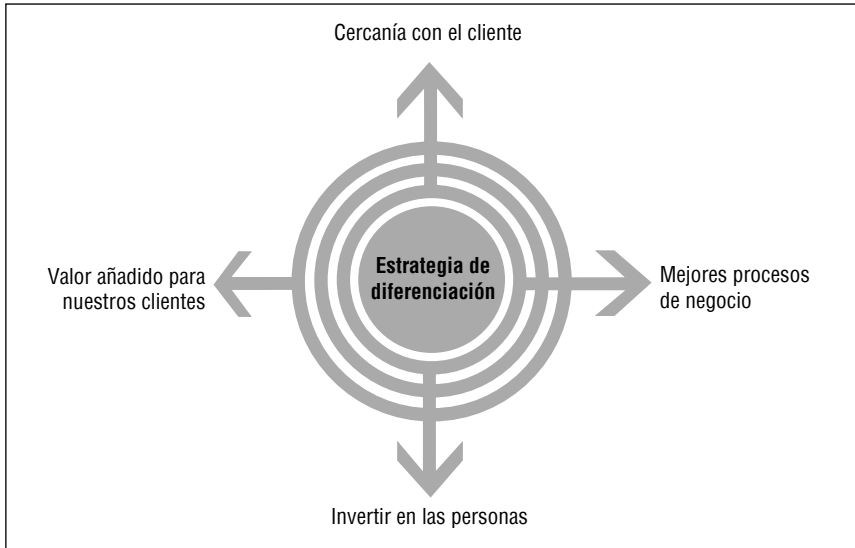 Cercanía con el cliente
Valor añadido para
nuestros clientes
Estrategia de
diferenciación
Mejores procesos
de negocio
Invertir en las personas